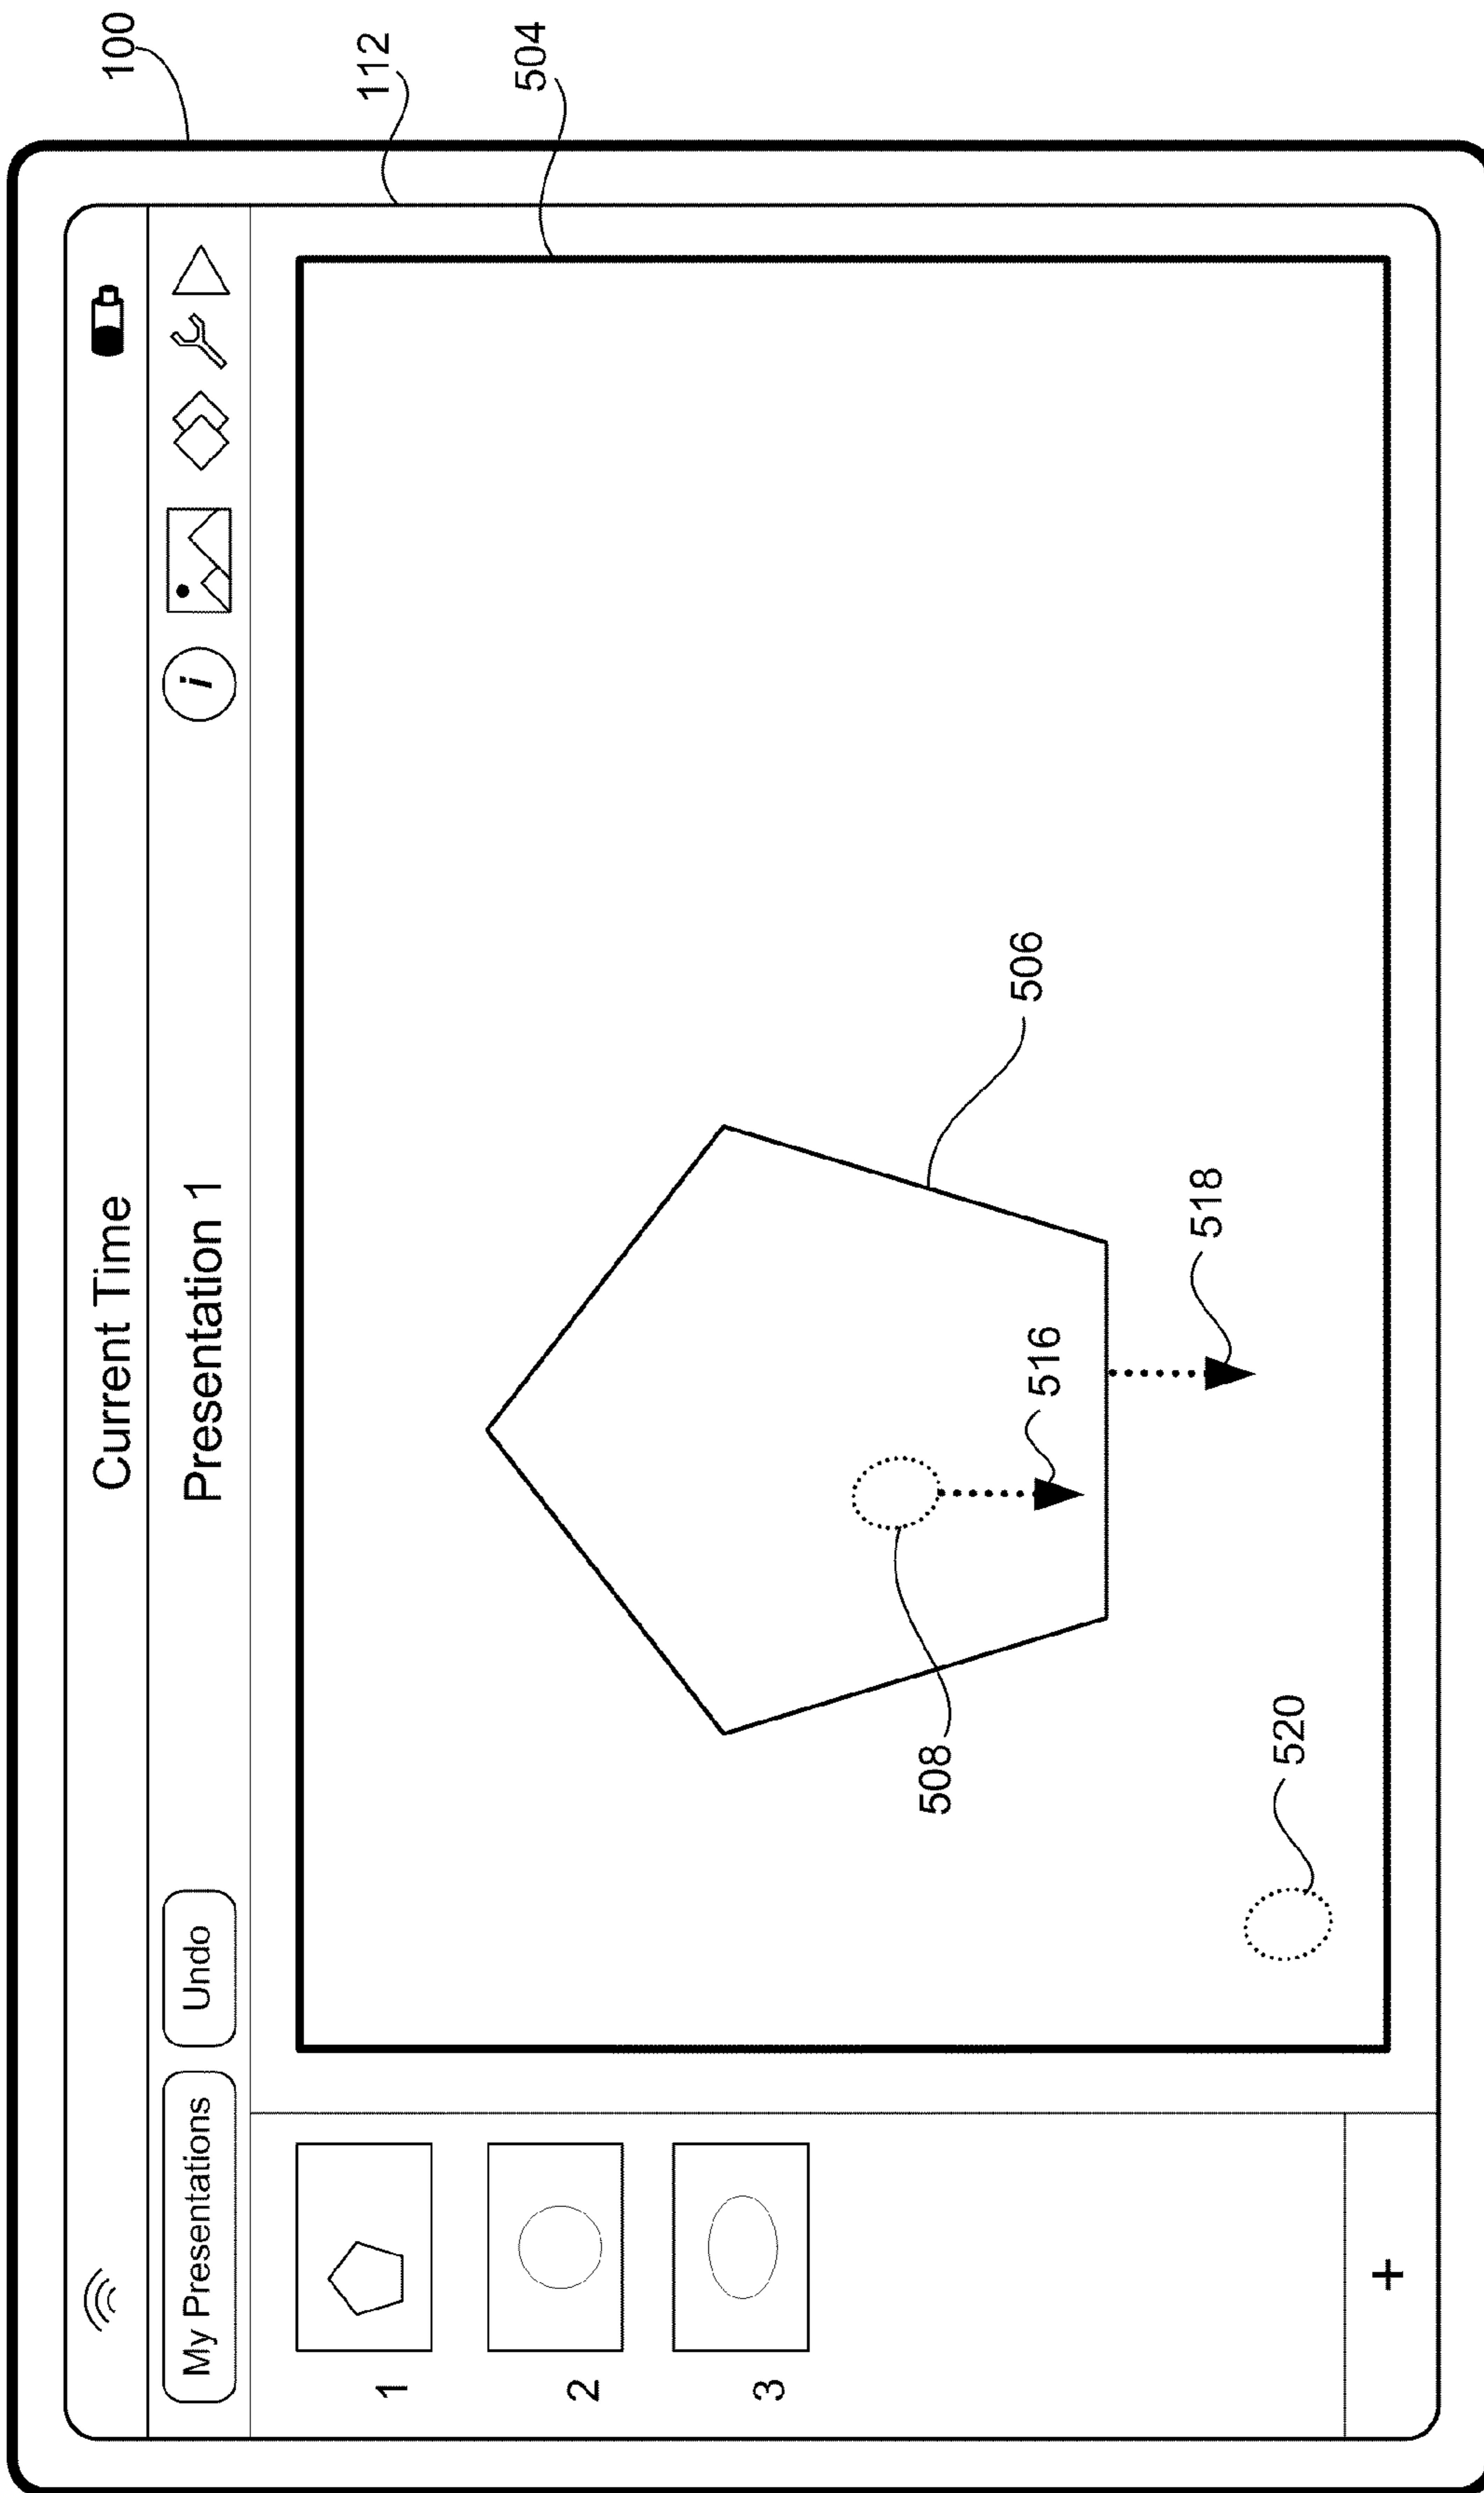 100
112
504
Current Time
My Presentations
Undo
Presentation 1
i
1
2
3
506
508
516
518
520
+